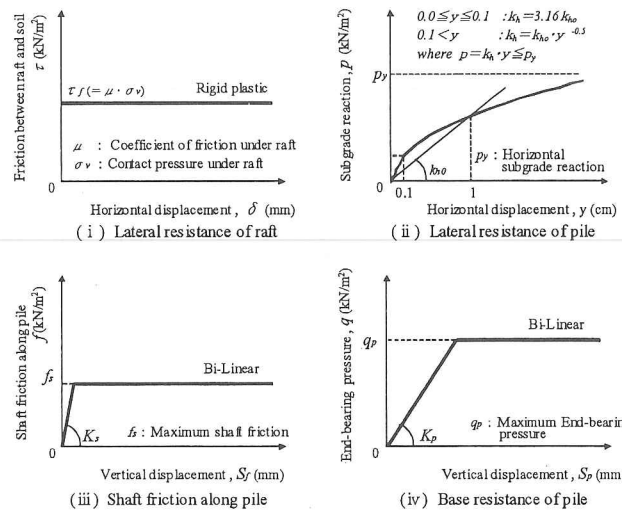 Friction between raft and soil
τ (kN/m²)
τ f (= μ · σ v)
Rigid plastic
μ : Coefficient of friction under raft
σ v : Contact pressure under raft
0
Horizontal displacement , δ (mm)
( i ) Lateral resistance of raft
Subgrade reaction , p (kN/m²)
0.0≦y≦0.1 :kh=3.16 kho
0.1<y :kh=kho·y -0.5
where p=kh·y≦py
py
kh0
py : Horizontal
subgrade reaction
0
0.1
1
Horizontal displacement, y (cm)
( ii ) Lateral resistance of pile
Shaft friction along pile
f(kN/m²)
fs
Bi-Linear
Ks
fs : Maximum shaft friction
0
Vertical displacement , Sf (mm)
(iii) Shaft friction along pile
End-bearing pressure, q (kN/m²)
qp
Bi-Linear
Kp
qp : Maximum End-bear
pressure
0
Vertical displacement, Sp (mm
(iv) Base resistance of pile